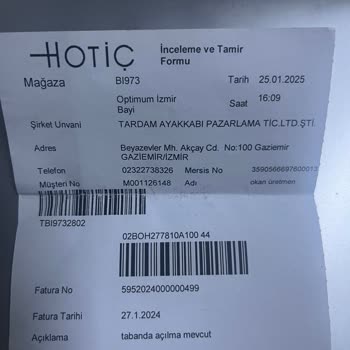 HOTİÇ
İnceleme ve Tamir
Formu
Mağaza BI973 Tarih 25.01.2025
Optimum İzmir
Bayi
Saat 16:09
Şirket Unvani TARDAM AYAKKABI PAZARLAMA TİC.LTD.ŞTİ.
Adres Beyazevler Mh. Akçay Cd. No:100 Gaziemir
GAZİEMİR/İZMİR
Telefon 02322738326 Mersis No 3590566697600013
Müşteri No M001126148 Adı okan üretmen
TBI9732802
02BOH277810A100 44
Fatura No 5952024000000499
Fatura Tarihi 27.1.2024
Açıklama tabanda açılma mevcut